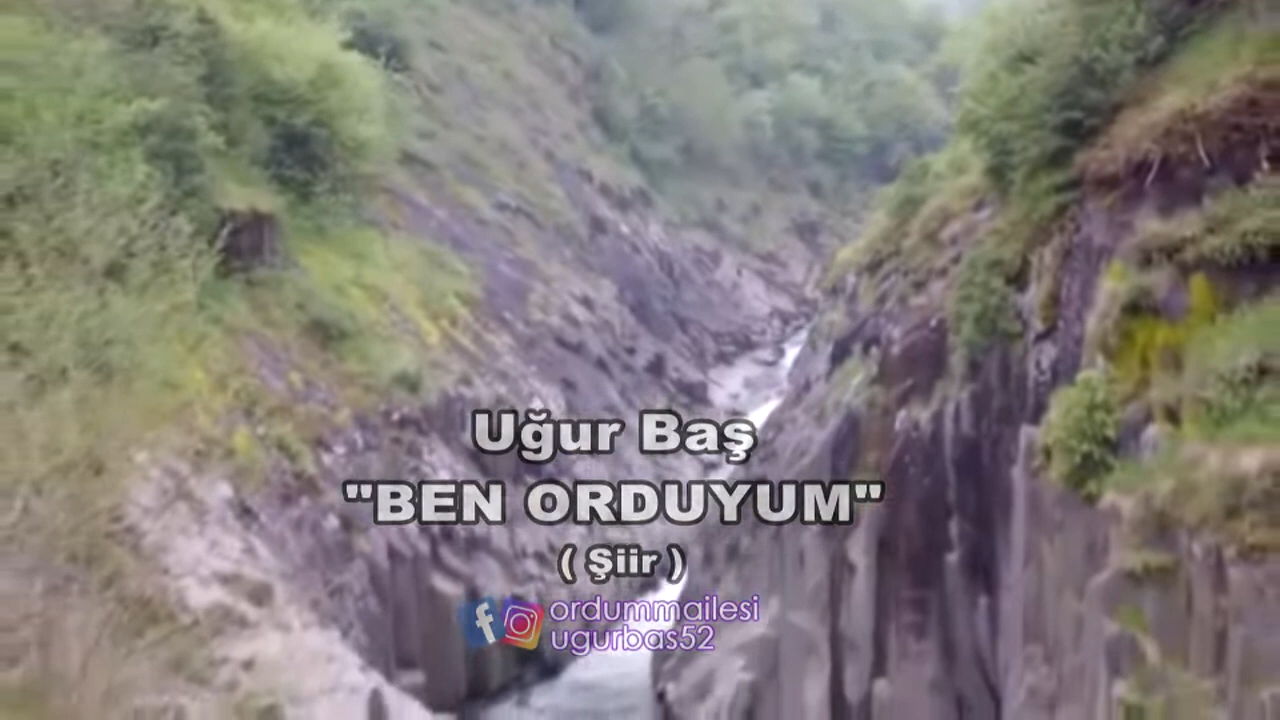 Uğur Baş
"BEN ORDUYUM"
( Şiir )
ordummailesi
ugurbas52